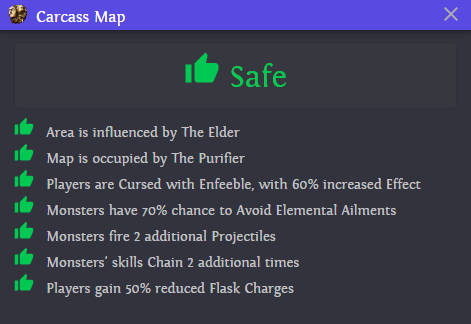 Carcass Map
Safe
Area is influenced by The Elder
Map is occupied by The Purifier
Players are Cursed with Enfeeble, with 60% increased Effect
Monsters have 70% chance to Avoid Elemental Ailments
Monsters fire 2 additional Projectiles
Monsters' skills Chain 2 additional times
Players gain 50% reduced Flask Charges